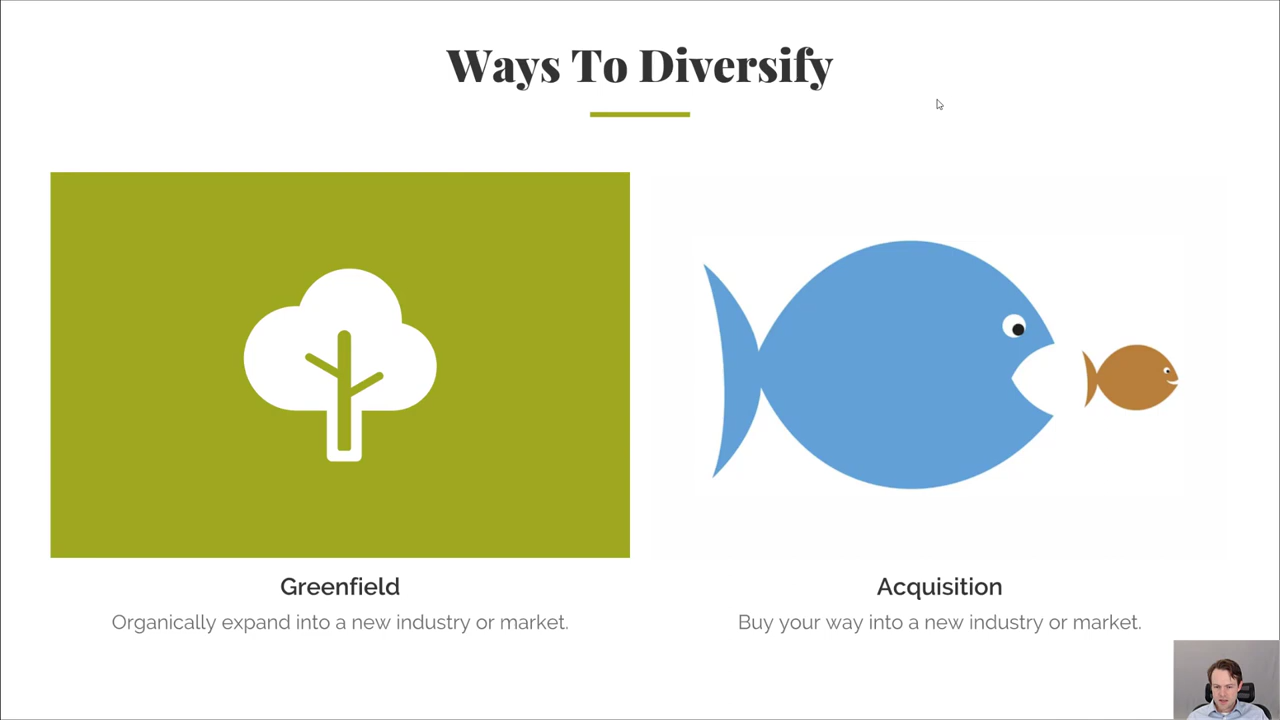 Ways To Diversify
Greenfield
Organically expand into a new industry or market.
Acquisition
Buy your way into a new industry or market.